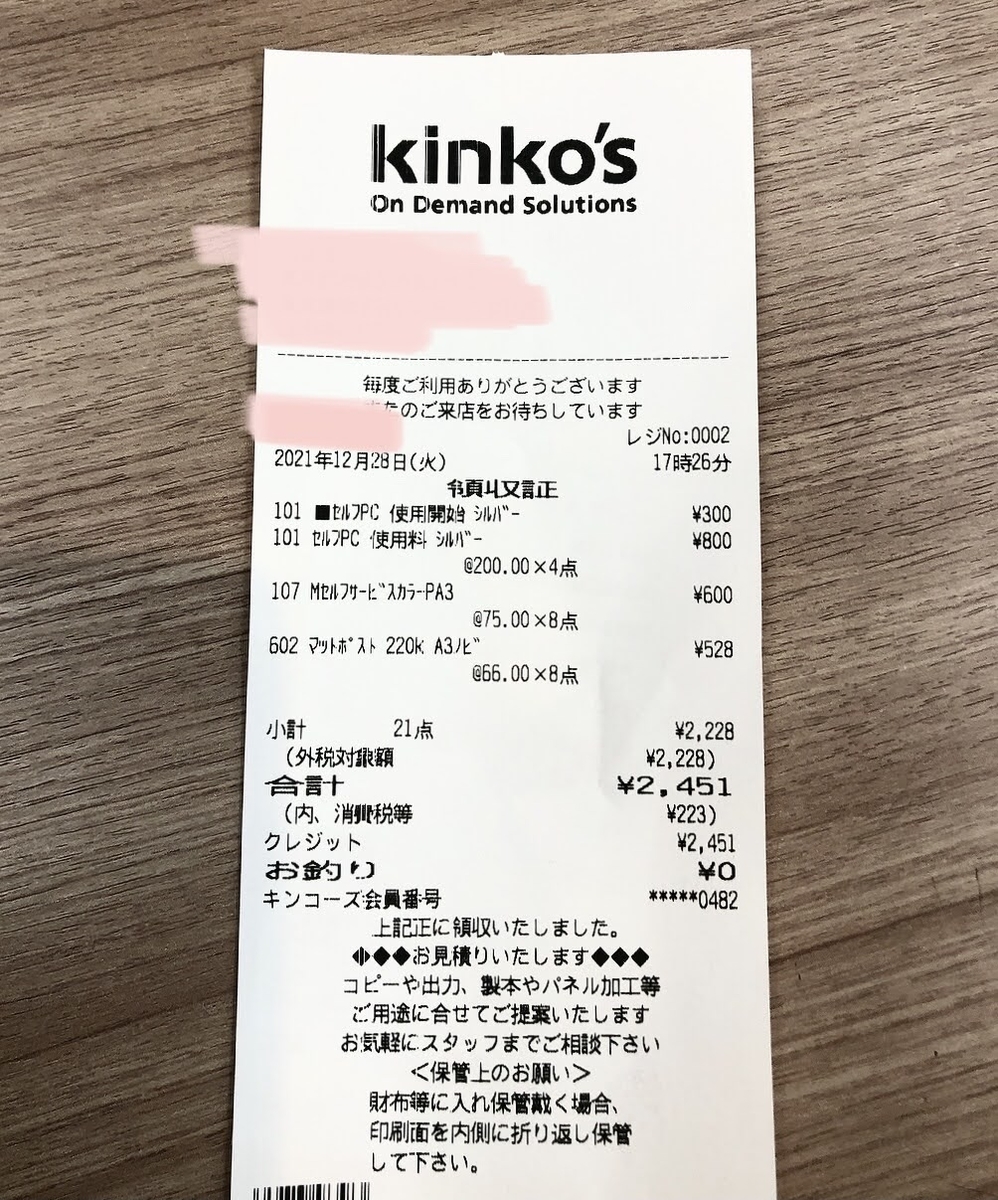 kinko's
On Demand Solutions
毎度ご利用ありがとうございます
たのご来店をお待ちしています
レジNo:0002
2021年12月28日(火) 17時26分
領収証
101 ■ｾﾙﾌPC 使用開始 ｼﾙﾊﾞｰ ¥300
101 ｾﾙﾌPC 使用料 ｼﾙﾊﾞｰ ¥800
@200.00×4点
107 MｾﾙﾌｻｰﾋﾞｽｶﾗｰPA3 ¥600
@75.00×8点
602 ﾏｯﾄﾎﾟｽﾄ 220K A3ﾉﾋﾞ ¥528
@66.00×8点
小計 21点 ¥2,228
(外税対象額 ¥2,228)
合計 ¥2,451
(内、消費税等 ¥223)
クレジット ¥2,451
お釣り ¥0
キンコーズ会員番号 *****0482
上記正に領収いたしました。
◆◆◆お見積りいたします◆◆◆
コピーや出力、製本やパネル加工等
ご用途に合せてご提案いたします
お気軽にスタッフまでご相談下さい
<保管上のお願い>
財布等に入れ保管戴く場合、
印刷面を内側に折り返し保管
して下さい。